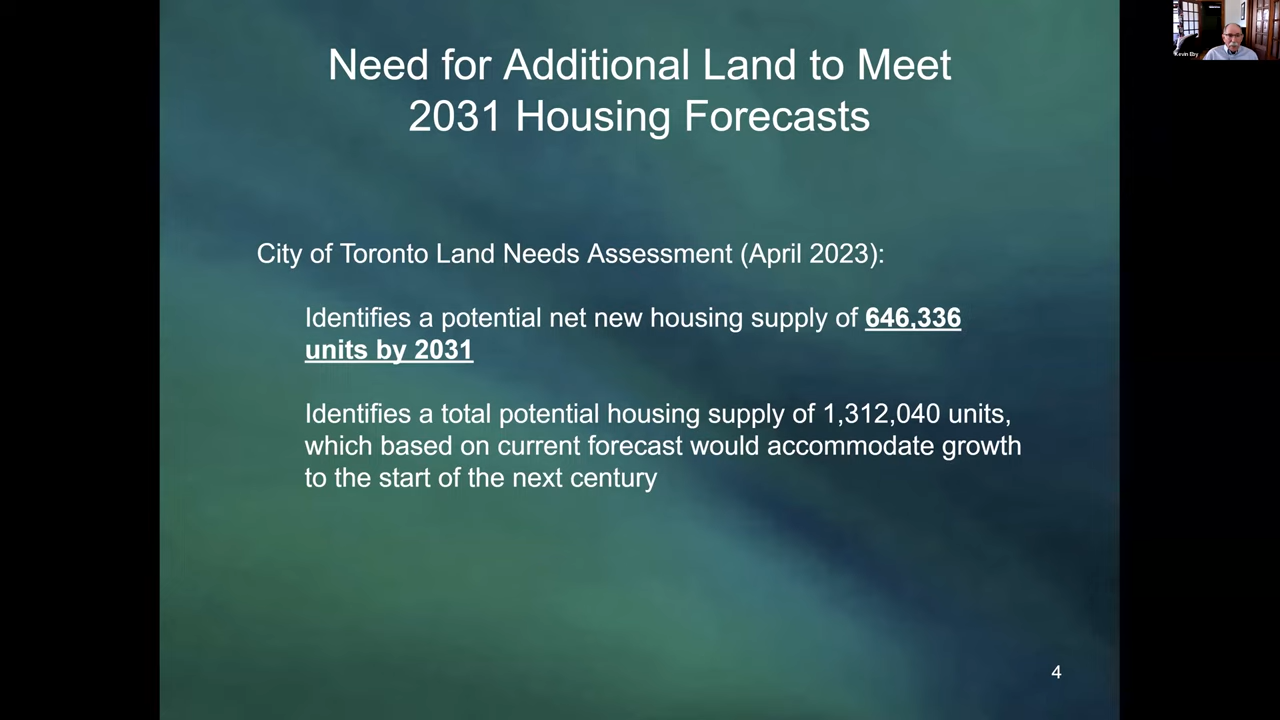 Need for Additional Land to Meet
2031 Housing Forecasts
Kevin Eby
City of Toronto Land Needs Assessment (April 2023):
Identifies a potential net new housing supply of 646,336
units by 2031
Identifies a total potential housing supply of 1,312,040 units,
which based on current forecast would accommodate growth
to the start of the next century
4